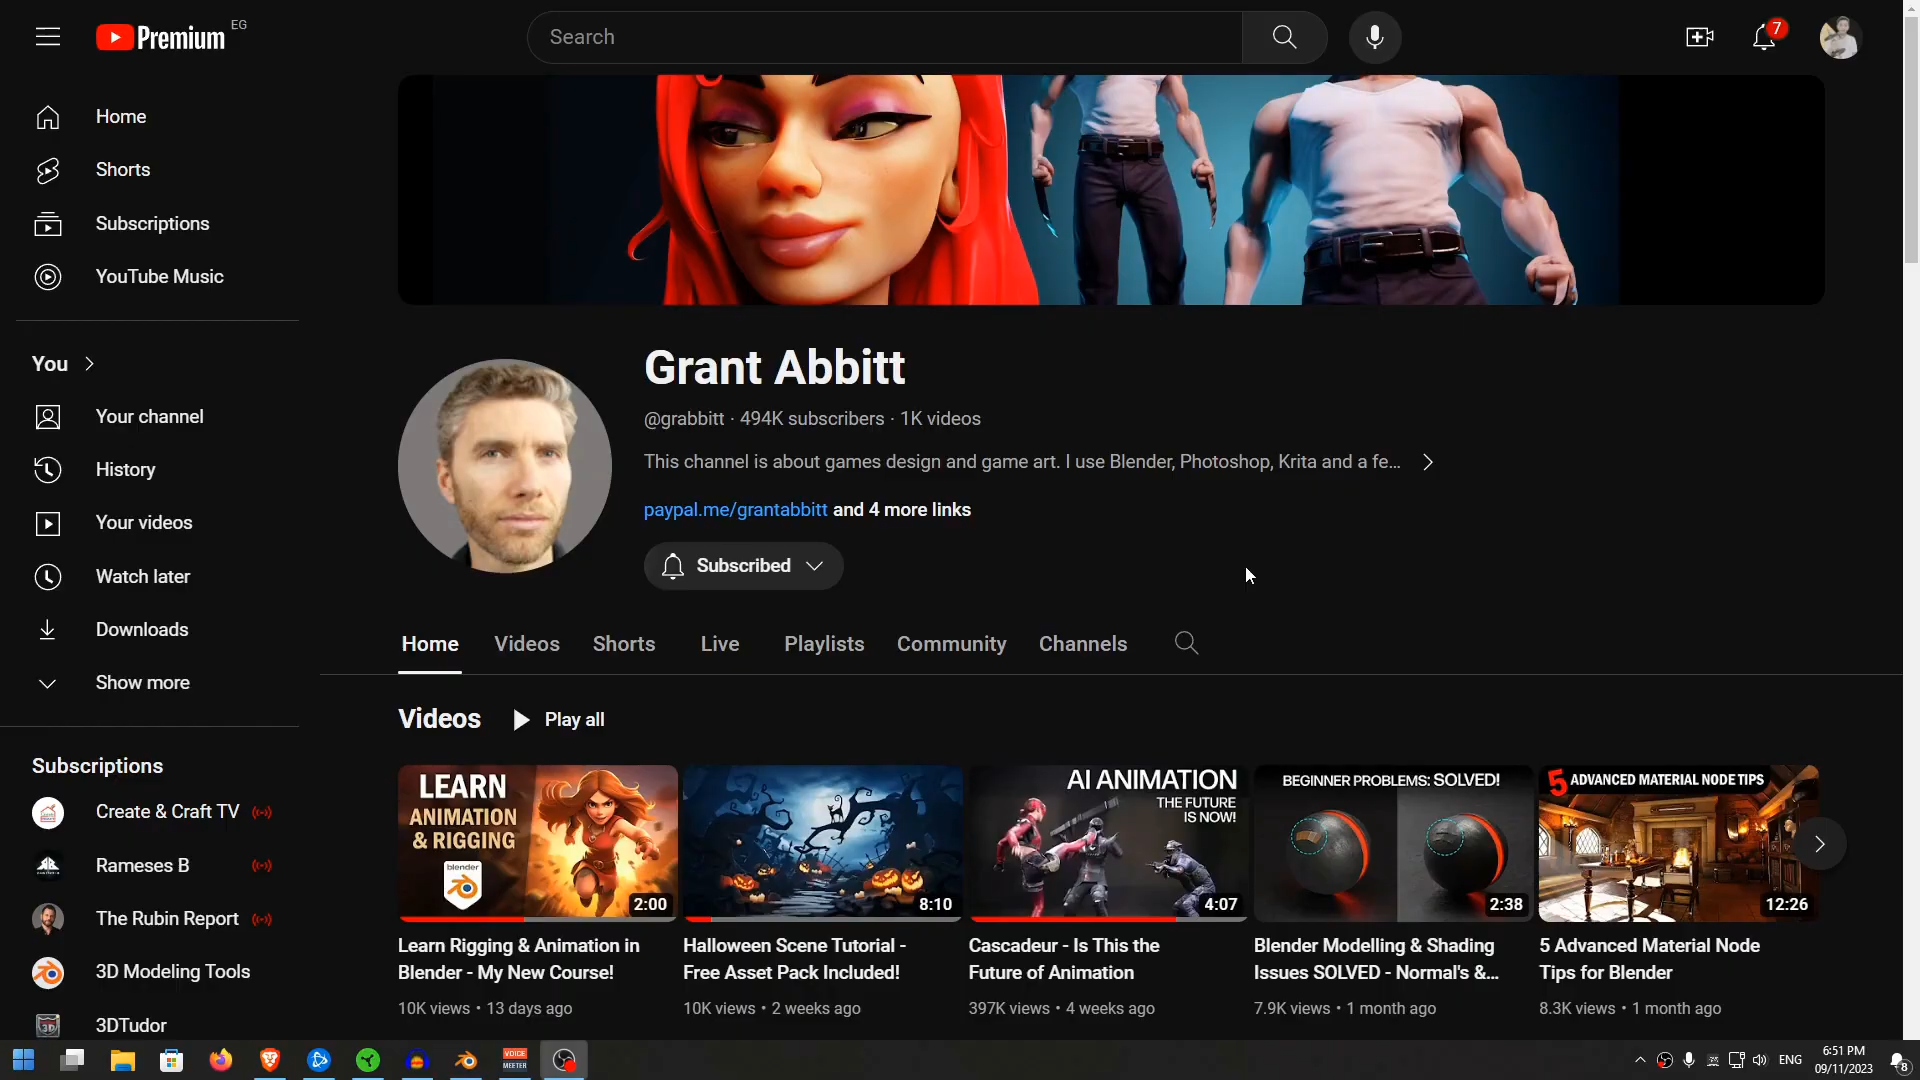 Premium EG
Search
7
Home
Shorts
Subscriptions
YouTube Music
You
Your channel
History
Your videos
Watch later
Downloads
Show more
Subscriptions
Create & Craft TV
Rameses B
The Rubin Report
3D Modeling Tools
3DTudor
Grant Abbitt
@grabbitt · 494K subscribers · 1K videos
This channel is about games design and game art. I use Blender, Photoshop, Krita and a fe...
paypal.me/grantabbitt and 4 more links
Subscribed
Home Videos Shorts Live Playlists Community Channels
Videos Play all
LEARN
ANIMATION
& RIGGING
blender
2:00
Learn Rigging & Animation in
Blender - My New Course!
10K views • 13 days ago
8:10
Halloween Scene Tutorial -
Free Asset Pack Included!
10K views • 2 weeks ago
AI ANIMATION
THE FUTURE
IS NOW!
4:07
Cascadeur - Is This the
Future of Animation
397K views • 4 weeks ago
BEGINNER PROBLEMS: SOLVED!
2:38
Blender Modelling & Shading
Issues SOLVED - Normal's &...
7.9K views • 1 month ago
5 ADVANCED MATERIAL NODE TIPS
12:26
5 Advanced Material Node
Tips for Blender
8.3K views • 1 month ago
VOICE
MEETER
ENG
6:51 PM
09/11/2023
8